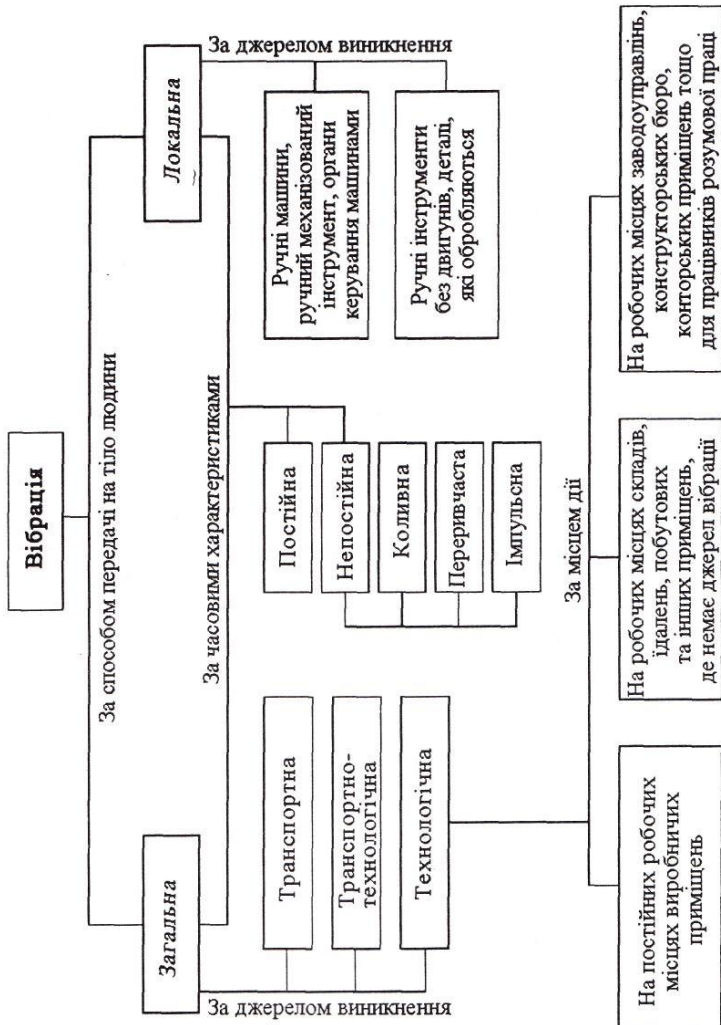 Вібрація
За способом передачі на тіло людини
Загальна
Локальна
За часовими характеристиками
За джерелом виникнення
Транспортна
Транспортно-
технологічна
Технологічна
Постійна
Непостійна
Коливна
Переривчаста
Імпульсна
За джерелом виникнення
Ручні машини,
ручний механізований
інструмент, органи
керування машинами
Ручні інструменти
без двигунів, деталі,
які обробляються
За місцем дії
На постійних робочих
місцях виробничих
приміщень
На робочих місцях складів,
їдалень, побутових
та інших приміщень,
де немає джерел вібрації
На робочих місцях заводоуправлінь,
конструкторських бюро,
конторських приміщень тощо
для працівників розумової праці